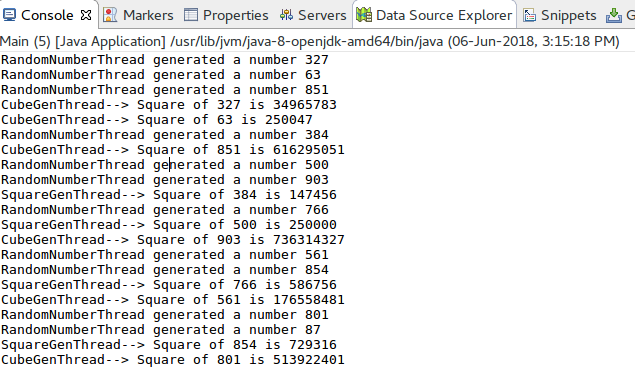 Console Markers Properties Servers Data Source Explorer Snippets G
Main (5) [Java Application] /usr/lib/jvm/java-8-openjdk-amd64/bin/java (06-Jun-2018, 3:15:18 PM)
RandomNumberThread generated a number 327
RandomNumberThread generated a number 63
RandomNumberThread generated a number 851
CubeGenThread--> Square of 327 is 34965783
CubeGenThread--> Square of 63 is 250047
RandomNumberThread generated a number 384
CubeGenThread--> Square of 851 is 616295051
RandomNumberThread generated a number 500
RandomNumberThread generated a number 903
SquareGenThread--> Square of 384 is 147456
RandomNumberThread generated a number 766
SquareGenThread--> Square of 500 is 250000
CubeGenThread--> Square of 903 is 736314327
RandomNumberThread generated a number 561
RandomNumberThread generated a number 854
SquareGenThread--> Square of 766 is 586756
CubeGenThread--> Square of 561 is 176558481
RandomNumberThread generated a number 801
RandomNumberThread generated a number 87
SquareGenThread--> Square of 854 is 729316
CubeGenThread--> Square of 801 is 513922401